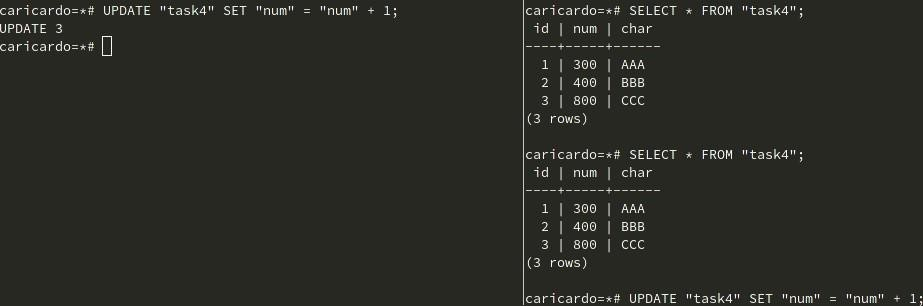 caricardo=*# UPDATE "task4" SET "num" = "num" + 1;
UPDATE 3
caricardo=*#
caricardo=*# SELECT * FROM "task4";
 id | num | char
----+-----+------
  1 | 300 | AAA
  2 | 400 | BBB
  3 | 800 | CCC
(3 rows)
caricardo=*# SELECT * FROM "task4";
 id | num | char
----+-----+------
  1 | 300 | AAA
  2 | 400 | BBB
  3 | 800 | CCC
(3 rows)
caricardo=*# UPDATE "task4" SET "num" = "num" + 1;